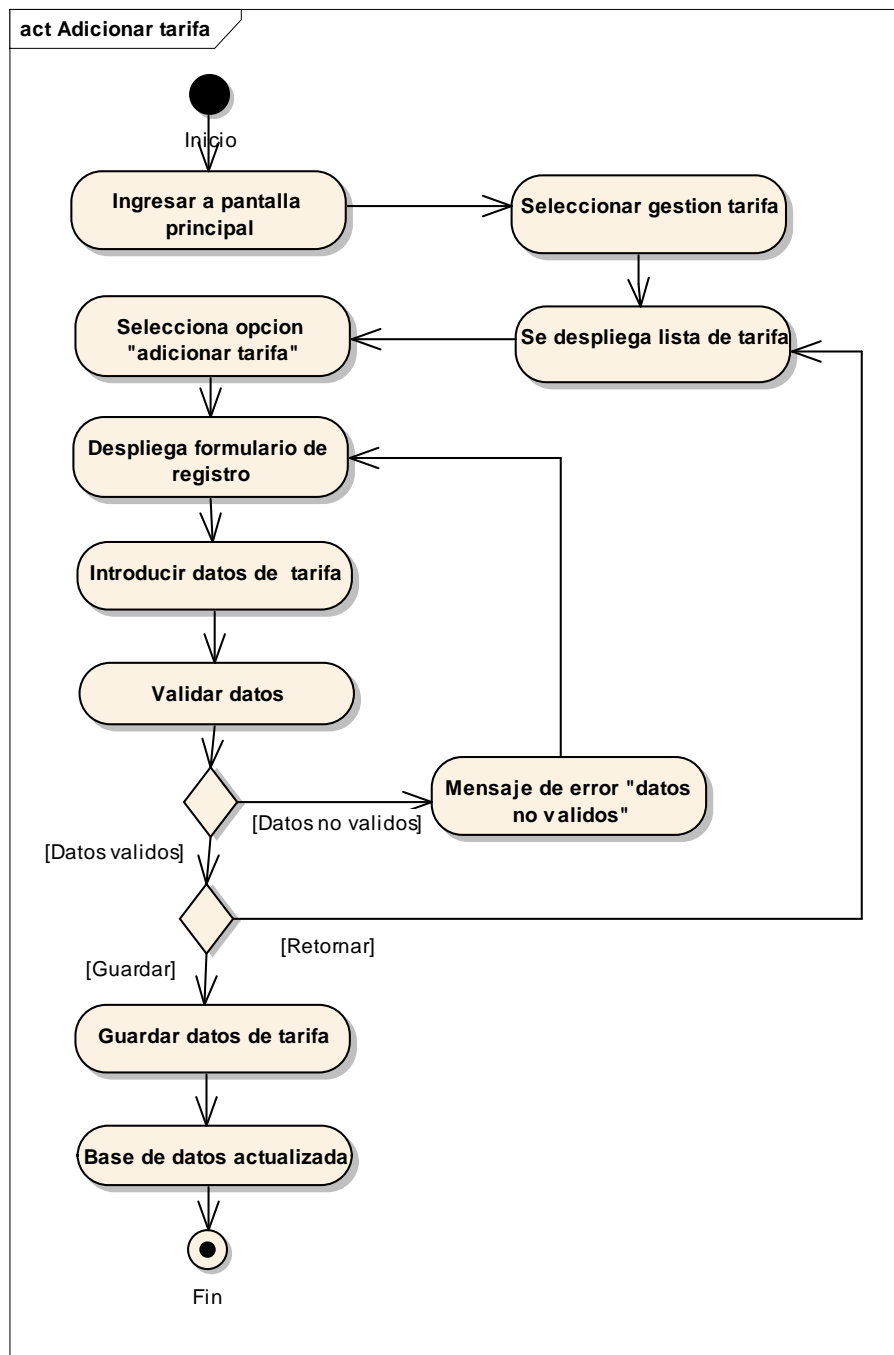 act Adicionar tarifa
Inicio
Ingresar a pantalla
principal
Seleccionar gestion tarifa
Se despliega lista de tarifa
Selecciona opcion
"adicionar tarifa"
Despliega formulario de
registro
Introducir datos de tarifa
Validar datos
Mensaje de error "datos
no validos"
[Datos no validos]
[Datos validos]
[Retornar]
[Guardar]
Guardar datos de tarifa
Base de datos actualizada
Fin